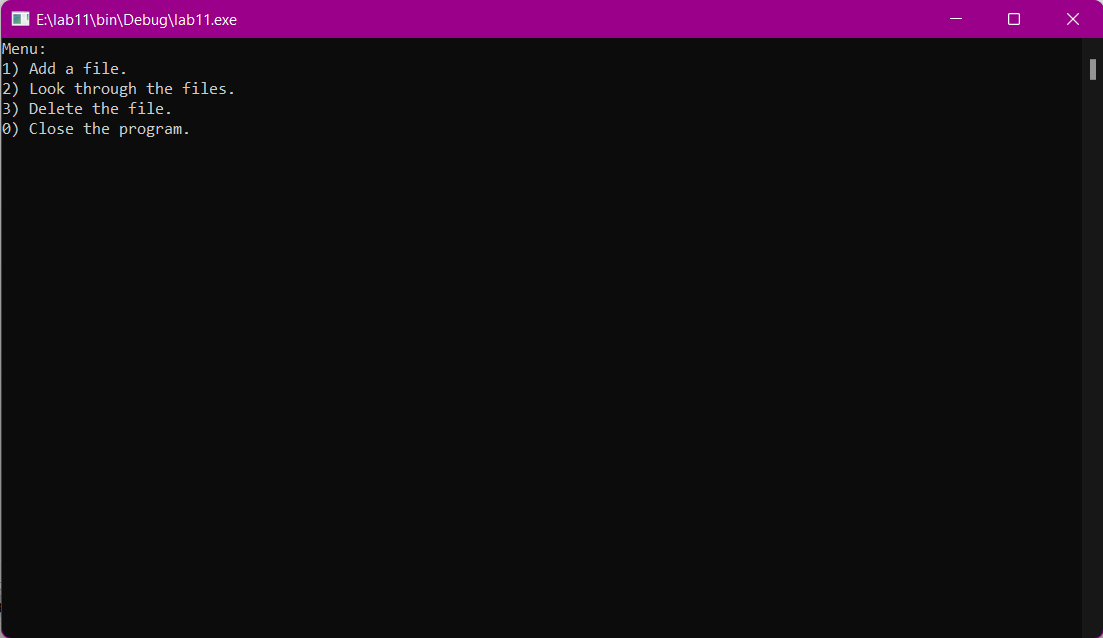 E:\lab11\bin\Debug\lab11.exe
Menu:
1) Add a file.
2) Look through the files.
3) Delete the file.
0) Close the program.